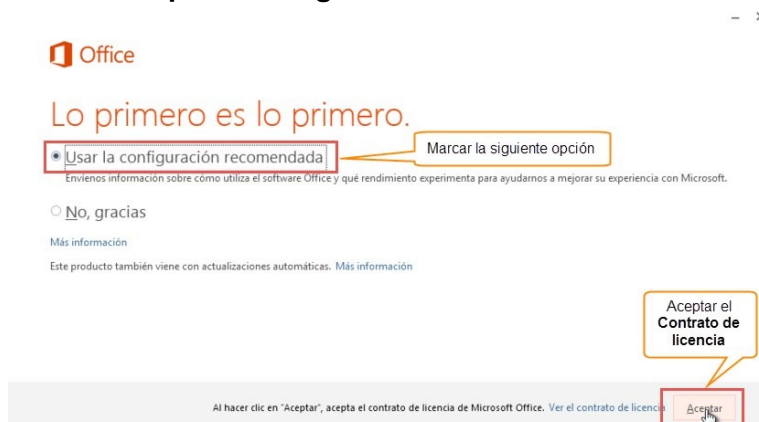 Office
Lo primero es lo primero.
Usar la configuración recomendada
Marcar la siguiente opción
Envíenos información sobre cómo utiliza el software Office y qué rendimiento experimenta para ayudarnos a mejorar su experiencia con Microsoft.
No, gracias
Más información
Este producto también viene con actualizaciones automáticas. Más información
Aceptar el
Contrato de
licencia
Al hacer clic en "Aceptar", acepta el contrato de licencia de Microsoft Office. Ver el contrato de licencia
Aceptar